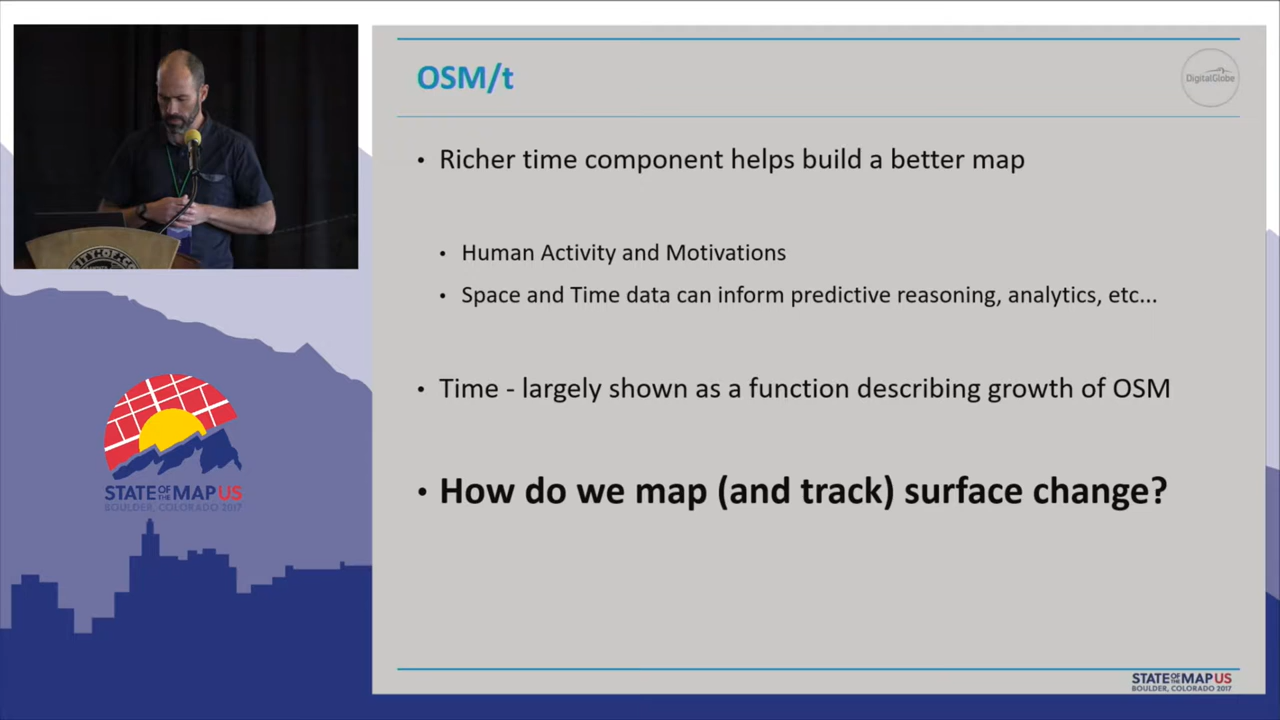 OSM/t
DigitalGlobe
• Richer time component helps build a better map
• Human Activity and Motivations
• Space and Time data can inform predictive reasoning, analytics, etc...
• Time - largely shown as a function describing growth of OSM
• How do we map (and track) surface change?
STATE OF THE MAP US
BOULDER, COLORADO 2017
STATE OF THE MAP US
BOULDER, COLORADO 2017